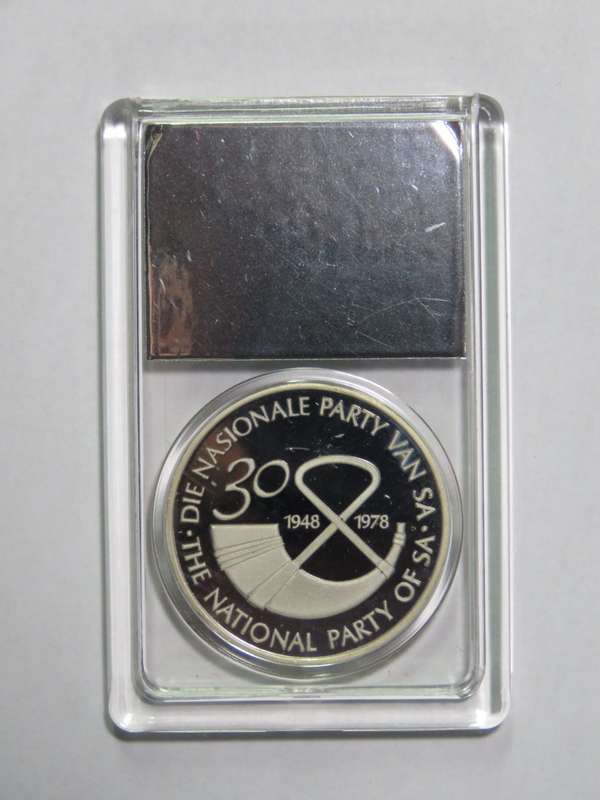 · DIE NASIONALE PARTY VAN SA ·
30
1948 1978
THE NATIONAL PARTY OF SA